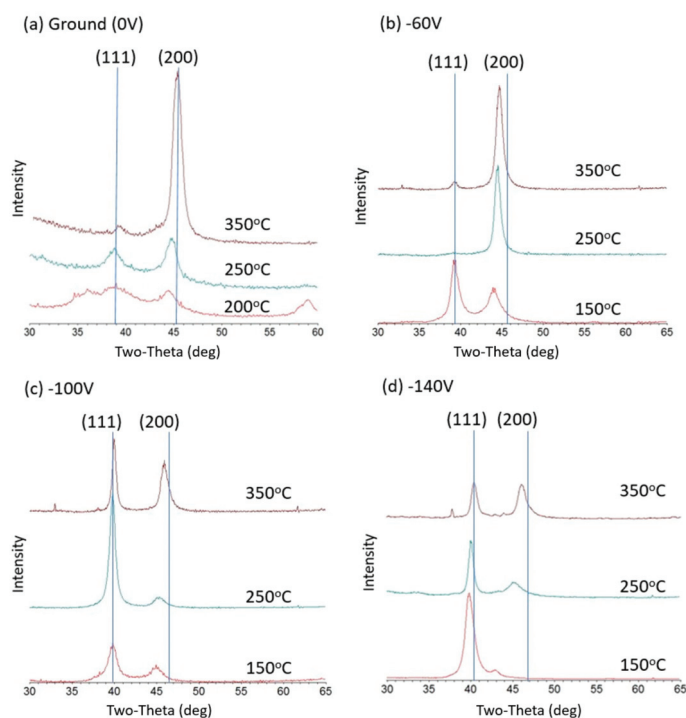 (a) Ground (0V)
(111) (200)
Intensity
350°C
250°C
200°C
30 35 40 45 50 55 60
Two-Theta (deg)
(b) -60V
(111) (200)
Intensity
350°C
250°C
150°C
30 35 40 45 50 55 60 65
Two-Theta (deg)
(c) -100V
(111) (200)
Intensity
350°C
250°C
150°C
30 35 40 45 50 55 60 65
Two-Theta (deg)
(d) -140V
(111) (200)
Intensity
350°C
250°C
150°C
30 35 40 45 50 55 60 65
Two-Theta (deg)